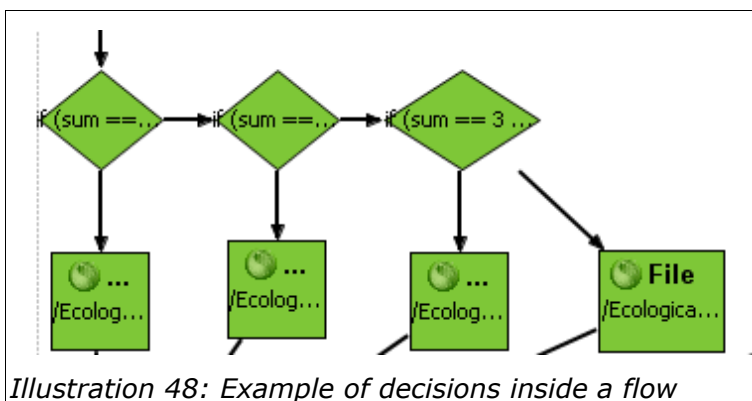 if (sum ==...
if (sum ==...
if (sum == 3 ...
...
/Ecolog...
...
/Ecolog...
...
/Ecolog...
File
/Ecologica...
Illustration 48: Example of decisions inside a flow